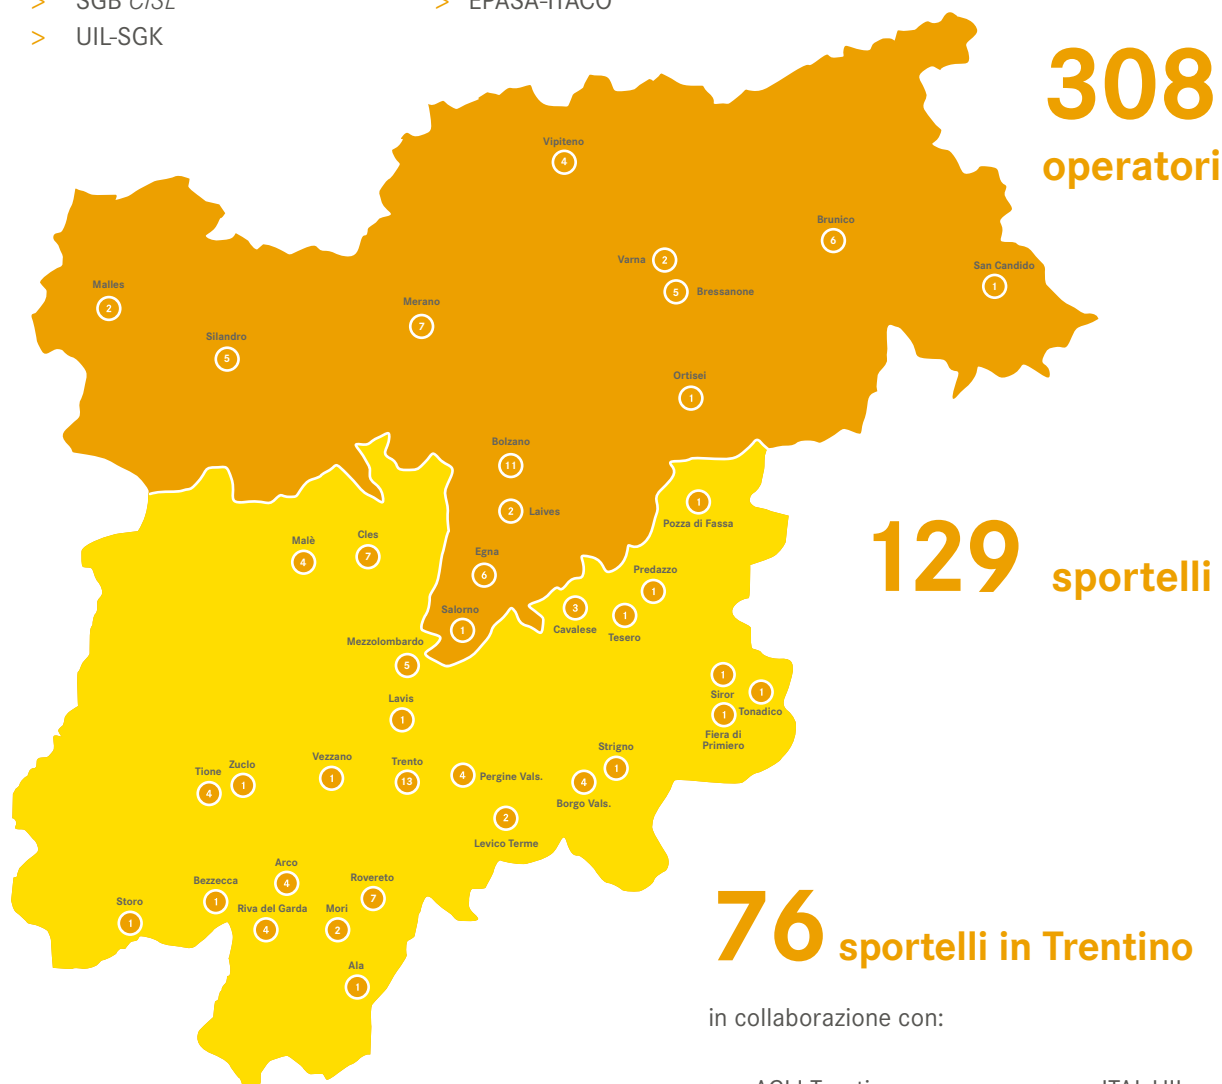 > SGB CISL
> EPASA-ITACO
> UIL-SGK
308
operatori
Vipiteno
4
Brunico
6
Varna 2
San Candido
1
5 Bressanone
Malles
2
Merano
7
Silandro
5
Ortisei
1
Bolzano
11
2 Laives
1
Pozza di Fassa
129 sportelli
Cles
7
Malè
4
Egna
6
Predazzo
1
3
Cavalese
1
Tesero
Salorno
1
Mezzolombardo
5
1
Siror
1
Tonadico
1
Fiera di
Primiero
Lavis
1
Strigno
1
Vezzano
1
Trento
13
Zuclo
1
Tione
4
4 Pergine Vals.
4
Borgo Vals.
2
Levico Terme
Arco
4
Rovereto
7
Bezzecca
1
Storo
1
Riva del Garda
4
Mori
2
Ala
1
76 sportelli in Trentino
in collaborazione con: